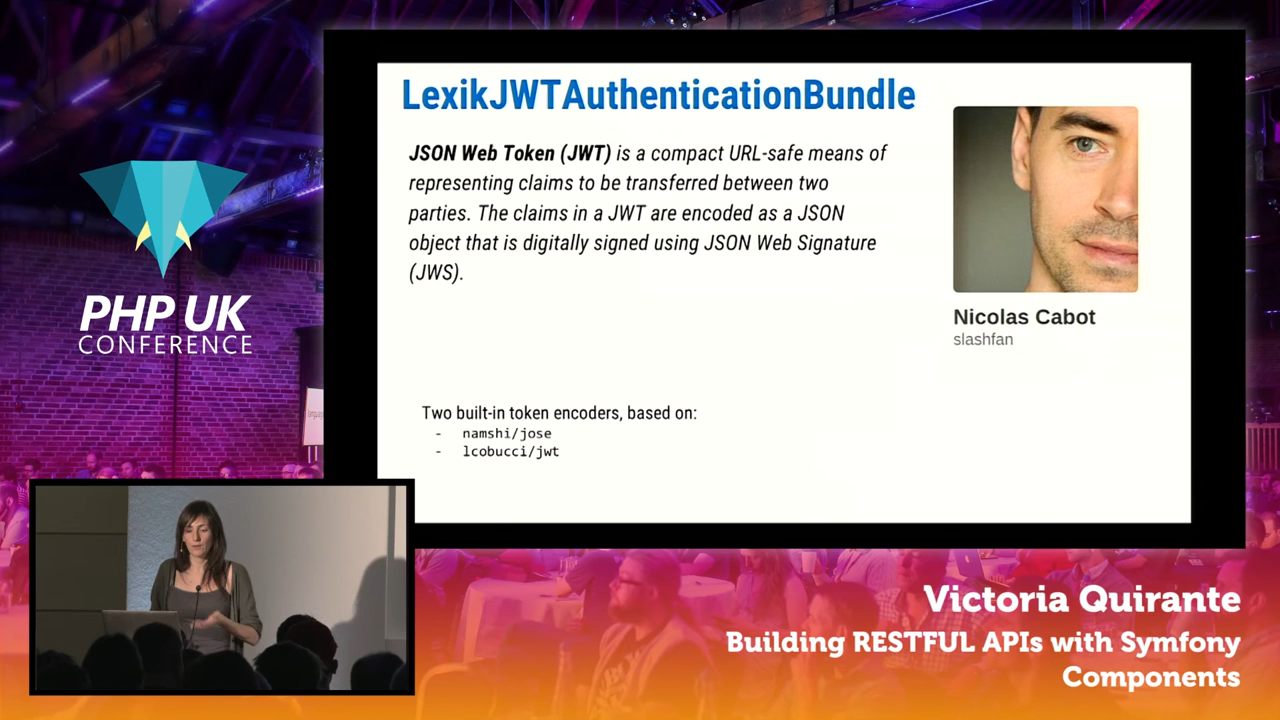 LexikJWTAuthenticationBundle
JSON Web Token (JWT) is a compact URL-safe means of
representing claims to be transferred between two
parties. The claims in a JWT are encoded as a JSON
object that is digitally signed using JSON Web Signature
(JWS).
Nicolas Cabot
slashfan
Two built-in token encoders, based on:
- namshi/jose
- lcobucci/jwt
PHP UK
CONFERENCE
Victoria Quirante
Building RESTFUL APIs with Symfony
Components